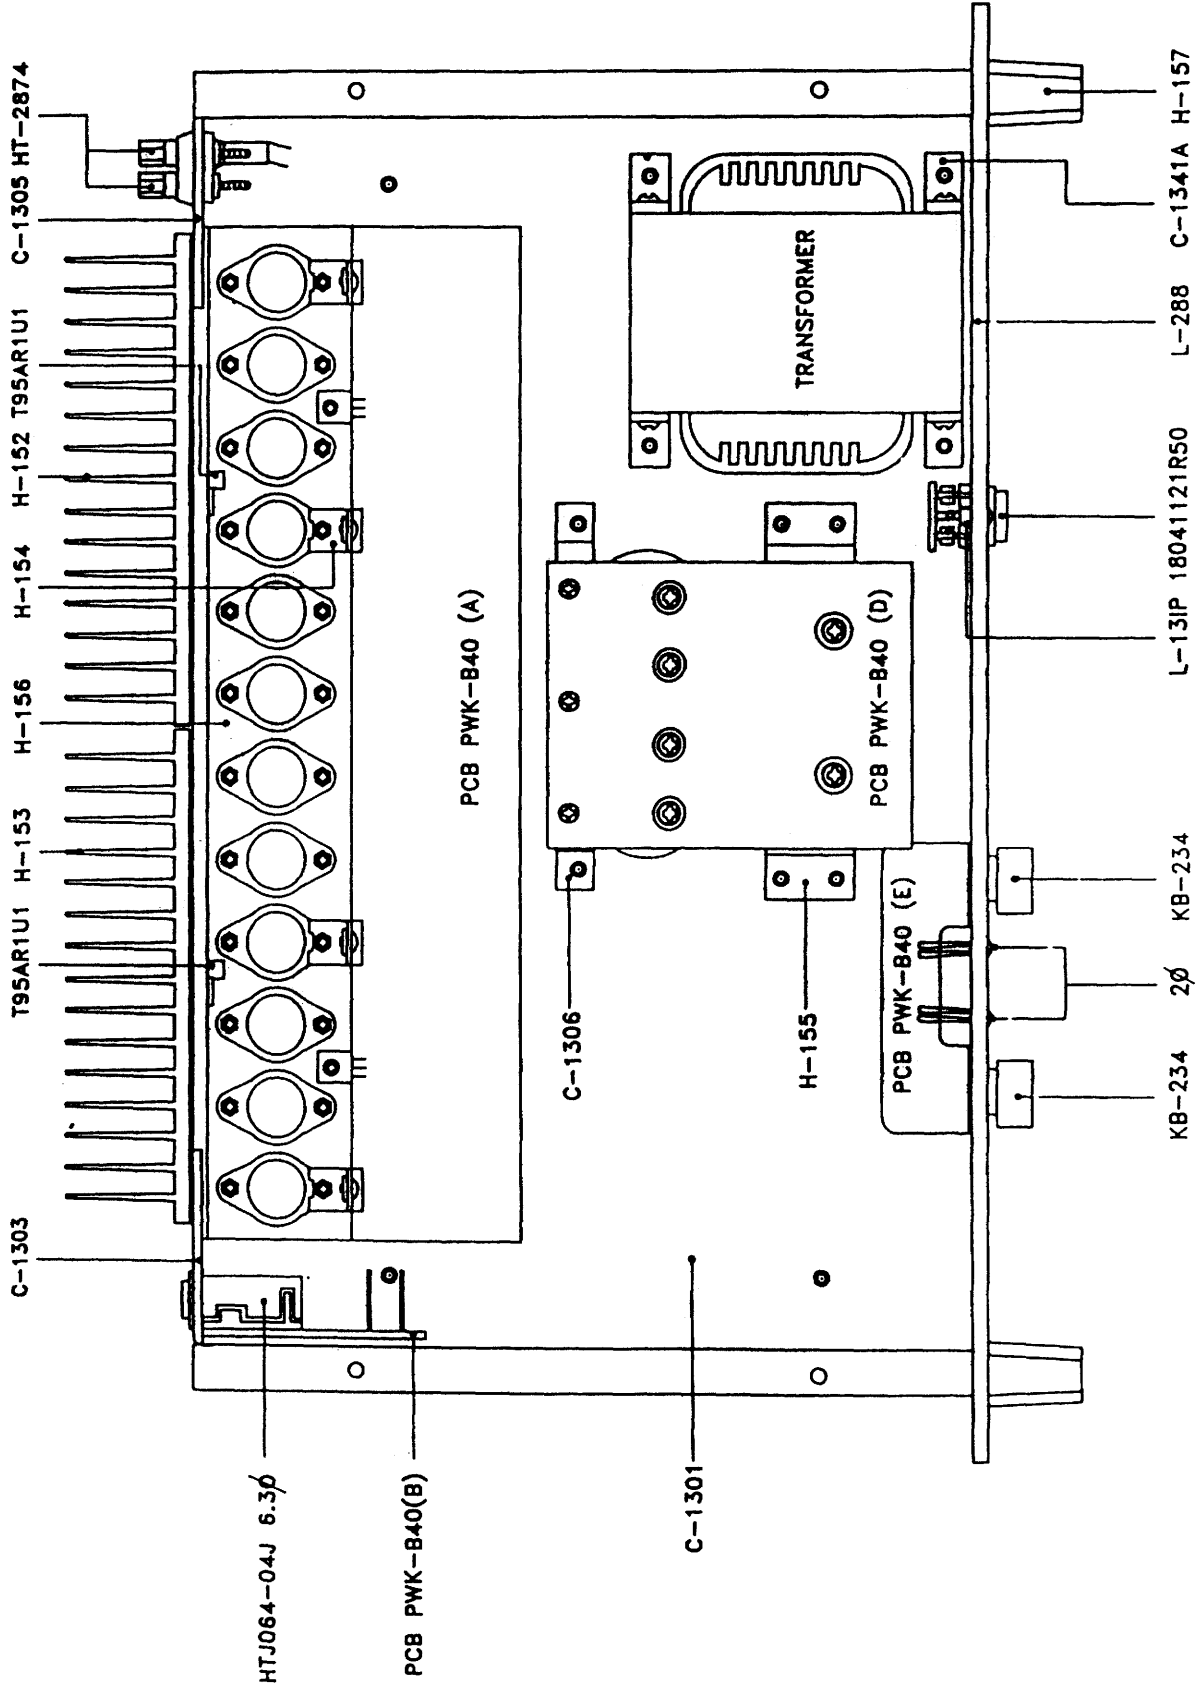 C-1303
T95AR1U1
H-153
H-156
H-154
H-152
T95AR1U1
C-1305
HT-2874
HTJ064-04J 6.3Ø
PCB PWK-B40(B)
C-1301
PCB PWK-B40 (A)
C-1306
H-155
PCB PWK-B40 (D)
PCB PWK-B40 (E)
TRANSFORMER
KB-234
2Ø
KB-234
L-131P
18041121R50
L-288
C-1341A
H-157